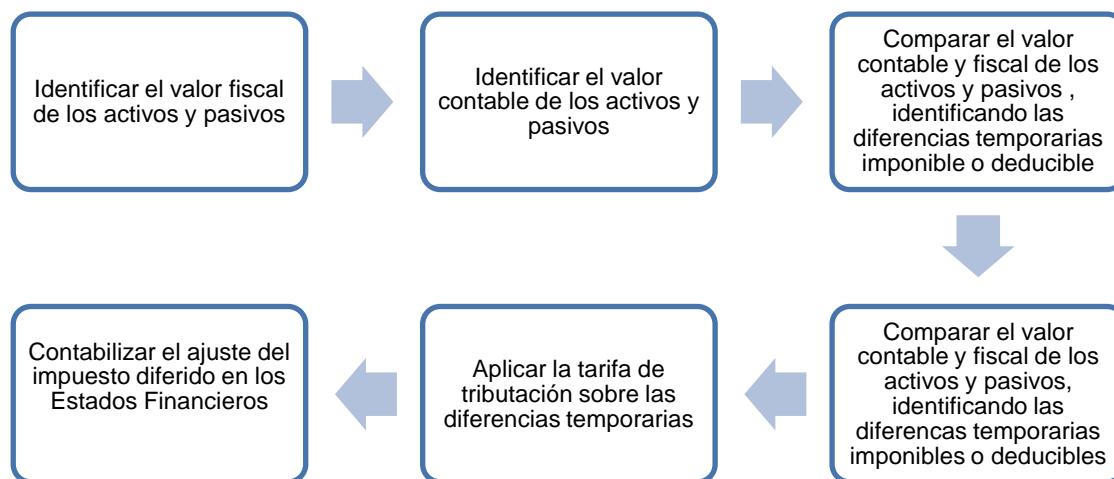 Identificar el valor fiscal
de los activos y pasivos
Identificar el valor
contable de los activos y
pasivos
Comparar el valor
contable y fiscal de los
activos y pasivos ,
identificando las
diferencias temporarias
imponible o deducible
Comparar el valor
contable y fiscal de los
activos y pasivos,
identificando las
diferencas temporarias
imponibles o deducibles
Aplicar la tarifa de
tributación sobre las
diferencias temporarias
Contabilizar el ajuste del
impuesto diferido en los
Estados Financieros